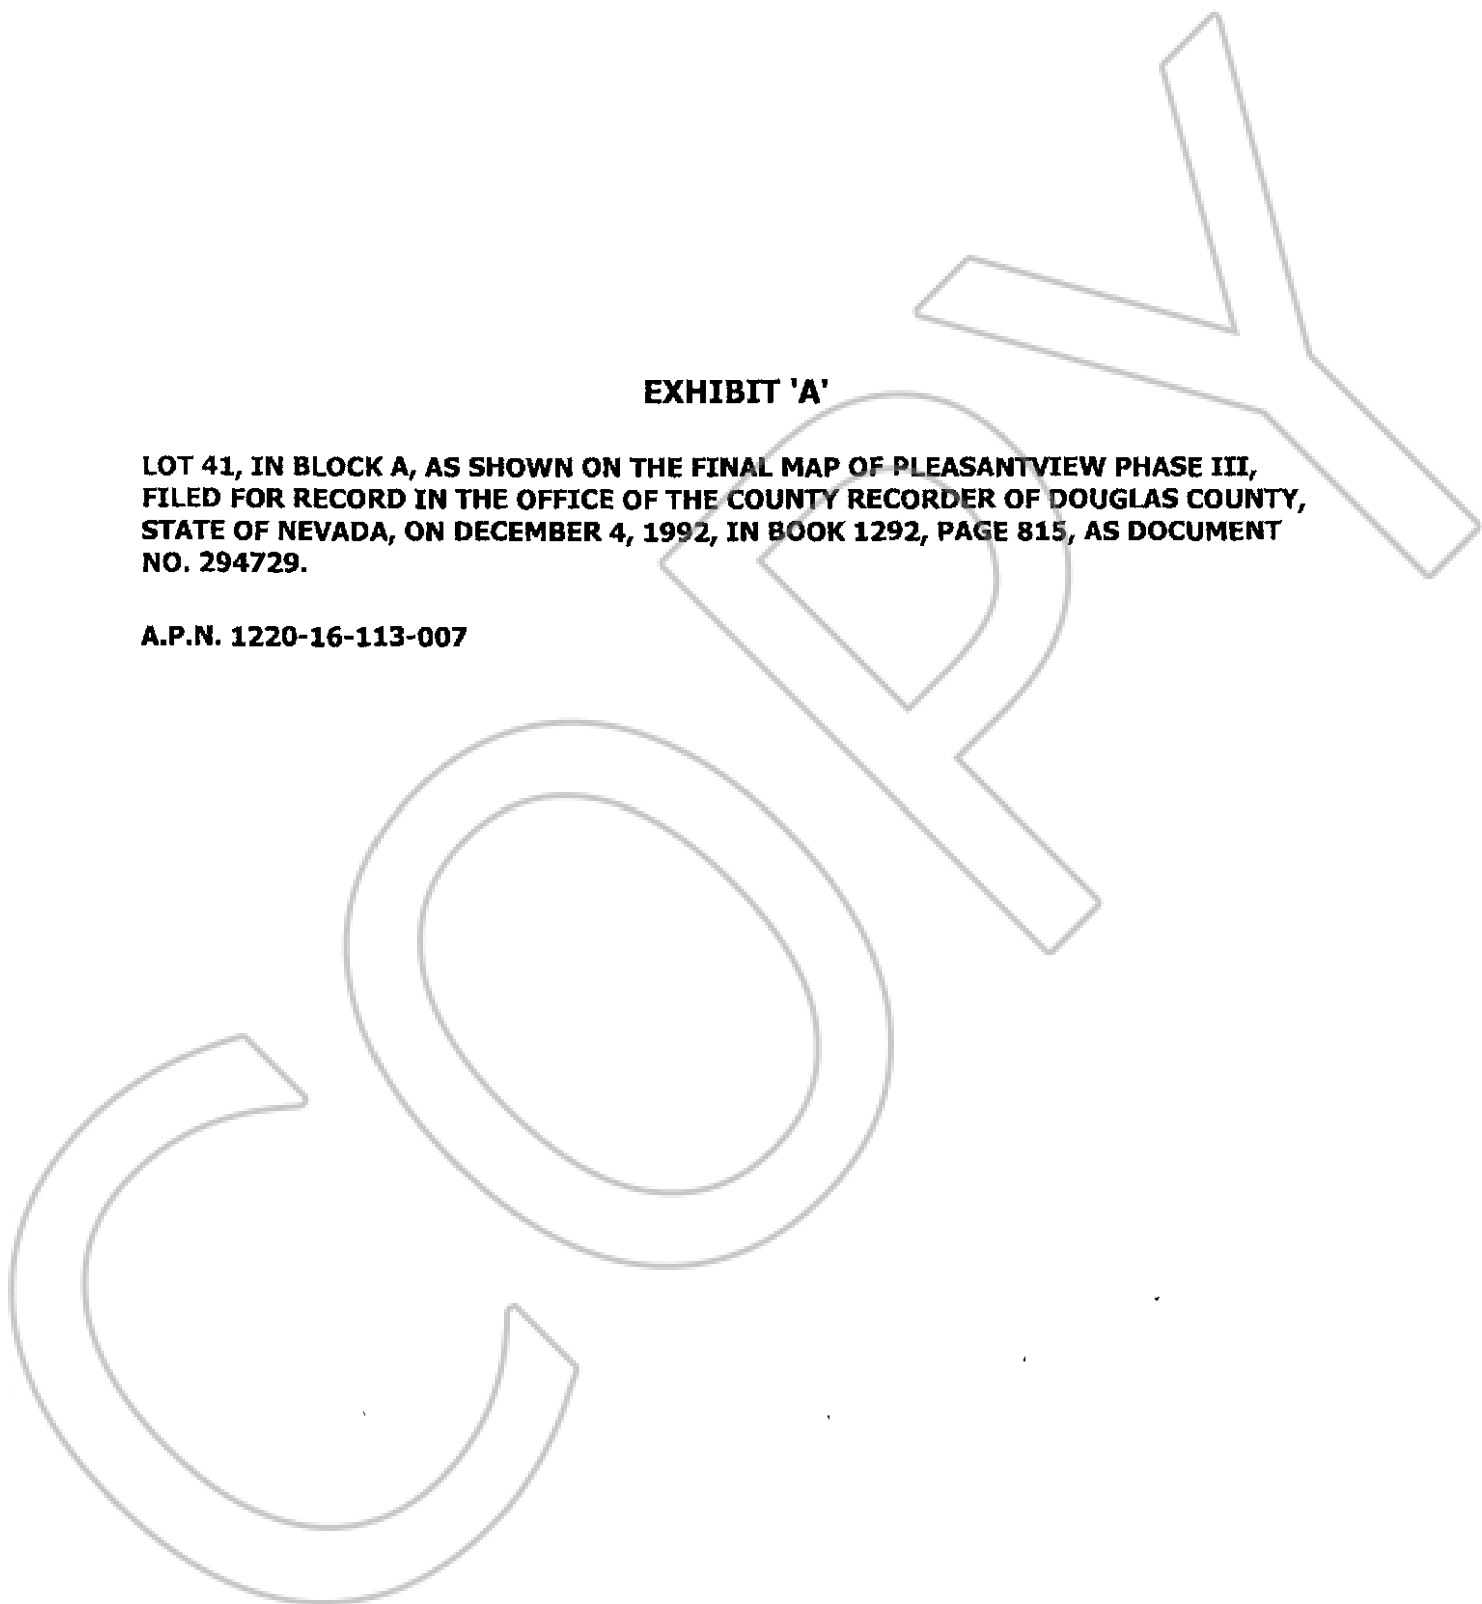 EXHIBIT 'A'
LOT 41, IN BLOCK A, AS SHOWN ON THE FINAL MAP OF PLEASANTVIEW PHASE III,
FILED FOR RECORD IN THE OFFICE OF THE COUNTY RECORDER OF DOUGLAS COUNTY,
STATE OF NEVADA, ON DECEMBER 4, 1992, IN BOOK 1292, PAGE 815, AS DOCUMENT
NO. 294729.
A.P.N. 1220-16-113-007
COPY